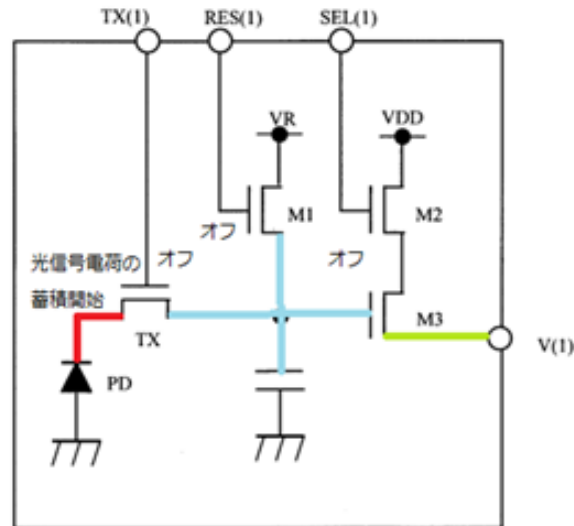 TX(1)
RES(1)
SEL(1)
VR
VDD
M1
M2
オフ
オフ
オフ
光信号電荷の
蓄積開始
TX
M3
V(1)
PD